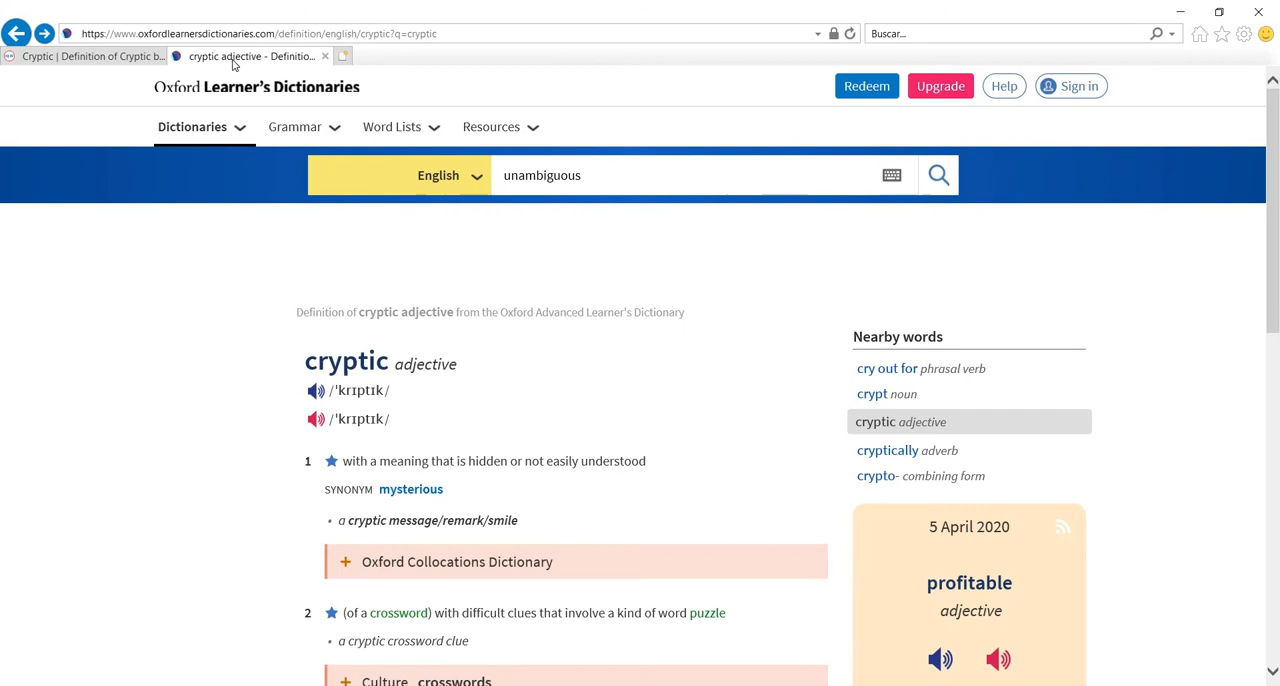 https://www.oxfordlearnersdictionaries.com/definition/english/cryptic?q=cryptic
Buscar...
Cryptic | Definition of Cryptic b...
cryptic adjective - Definitio...
Oxford Learner's Dictionaries
Redeem
Upgrade
Help
Sign in
Dictionaries
Grammar
Word Lists
Resources
English
unambiguous
Definition of cryptic adjective from the Oxford Advanced Learner's Dictionary
cryptic adjective
/ˈkrɪptɪk/
/ˈkrɪptɪk/
1 with a meaning that is hidden or not easily understood
SYNONYM mysterious
• a cryptic message/remark/smile
+ Oxford Collocations Dictionary
2 (of a crossword) with difficult clues that involve a kind of word puzzle
• a cryptic crossword clue
+ Culture crosswords
Nearby words
cry out for phrasal verb
crypt noun
cryptic adjective
cryptically adverb
crypto- combining form
5 April 2020
profitable
adjective